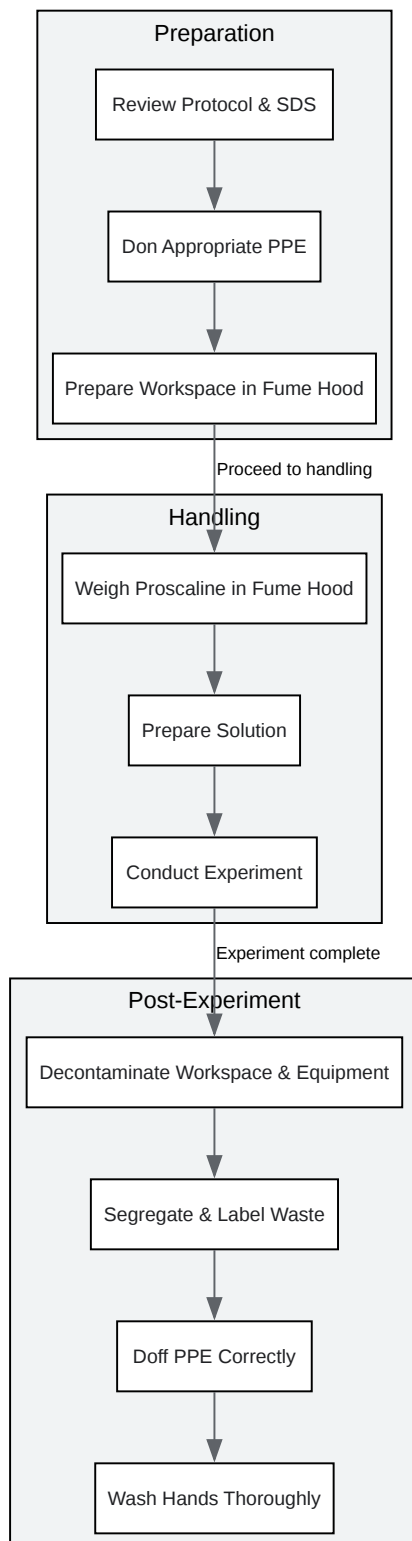 Preparation
Review Protocol & SDS
Don Appropriate PPE
Prepare Workspace in Fume Hood
Proceed to handling
Handling
Weigh Proscaline in Fume Hood
Prepare Solution
Conduct Experiment
Experiment complete
Post-Experiment
Decontaminate Workspace & Equipment
Segregate & Label Waste
Doff PPE Correctly
Wash Hands Thoroughly